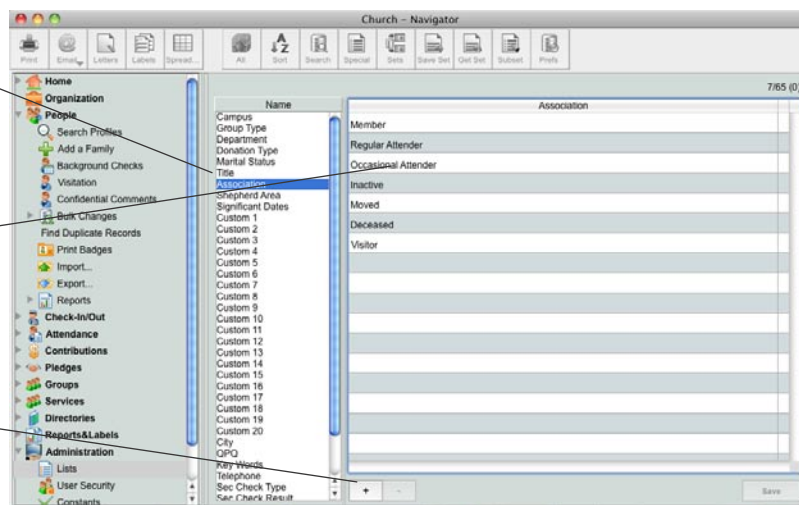 Church – Navigator
Print
Email
Letters
Labels
Spread...
All
Sort
Search
Special
Sets
Save Set
Get Set
Subset
Prefs
7/65 (0)
Home
Organization
People
Search Profiles
Add a Family
Background Checks
Visitation
Confidential Comments
Bulk Changes
Find Duplicate Records
Print Badges
Import...
Export...
Reports
Check-In/Out
Attendance
Contributions
Pledges
Groups
Services
Directories
Reports&Labels
Administration
Lists
User Security
Constants
Name
Campus
Group Type
Department
Donation Type
Marital Status
Title
Association
Shepherd Area
Significant Dates
Custom 1
Custom 2
Custom 3
Custom 4
Custom 5
Custom 6
Custom 7
Custom 8
Custom 9
Custom 10
Custom 11
Custom 12
Custom 13
Custom 14
Custom 15
Custom 16
Custom 17
Custom 18
Custom 19
Custom 20
City
QPQ
Key Words
Telephone
Sec Check Type
Sec Check Result
Association
Member
Regular Attender
Occasional Attender
Inactive
Moved
Deceased
Visitor
+
-
Save